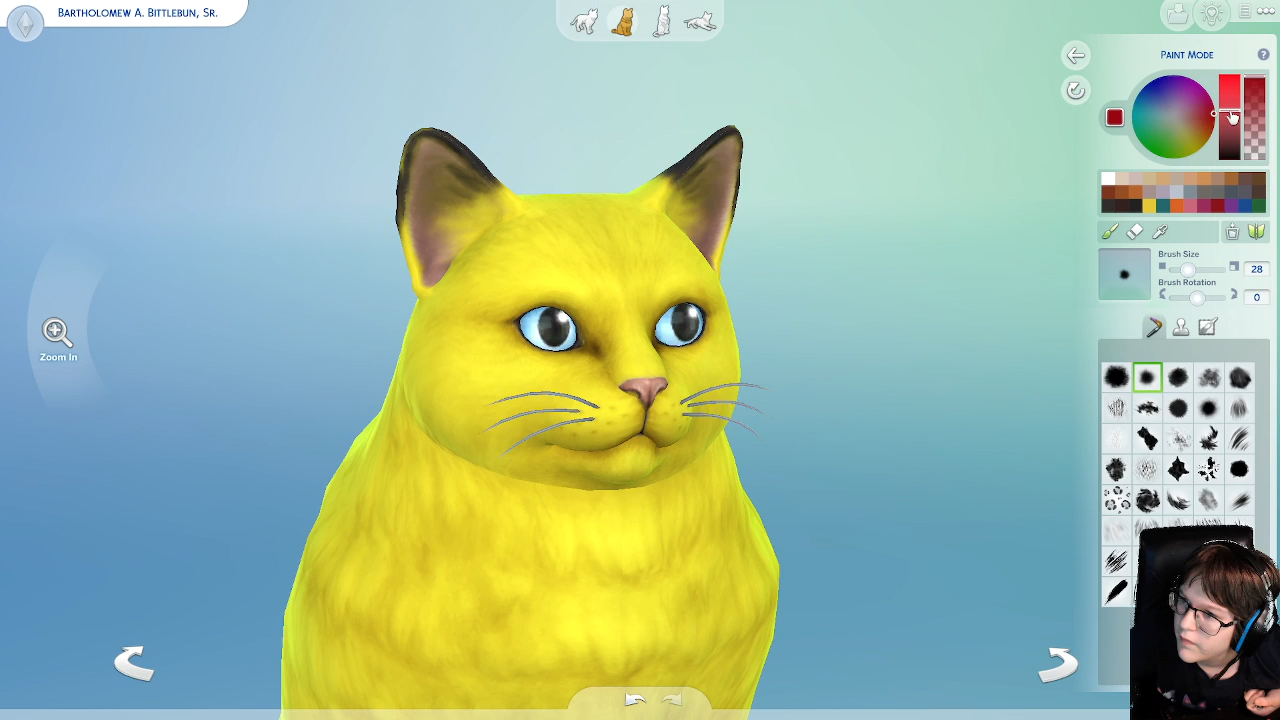 Bartholomew A. Bittlebun, Sr.
Paint Mode
?
Brush Size
28
Brush Rotation
0
Zoom In